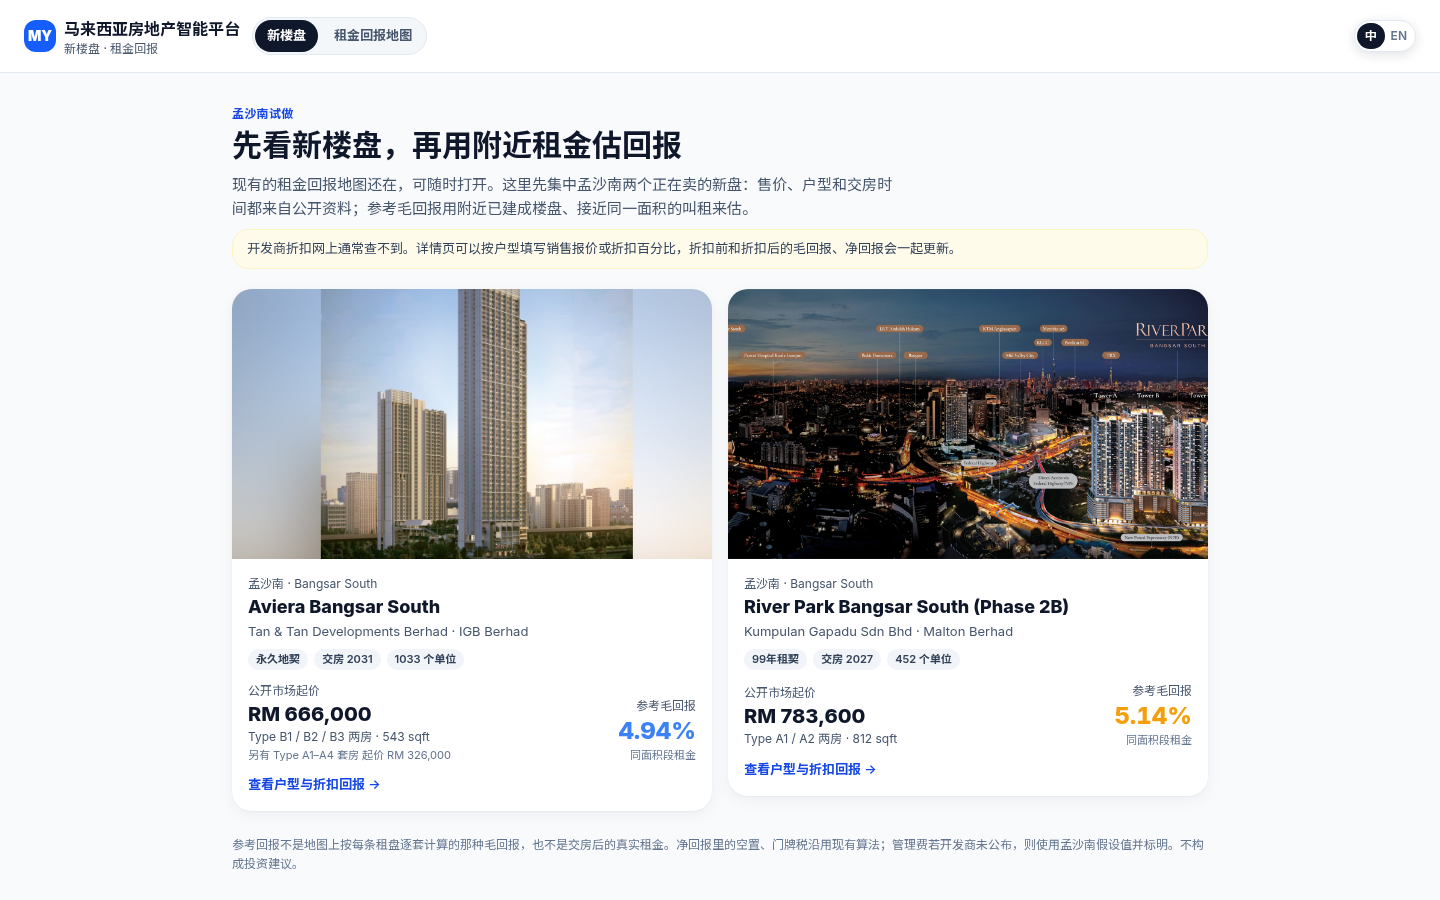 MY
马来西亚房地产智能平台
新楼盘 · 租金回报
新楼盘
租金回报地图
中
EN
孟沙南试做
先看新楼盘，再用附近租金估回报
现有的租金回报地图还在，可随时打开。这里先集中孟沙南两个正在卖的新盘：售价、户型和交房时
间都来自公开资料；参考毛回报用附近已建成楼盘、接近同一面积的叫租来估。
开发商折扣网上通常查不到。详情页可以按户型填写销售报价或折扣百分比，折扣前和折扣后的毛回报、净回报会一起更新。
孟沙南 · Bangsar South
Aviera Bangsar South
Tan & Tan Developments Berhad · IGB Berhad
永久地契
交房 2031
1033 个单位
公开市场起价
RM 666,000
Type B1 / B2 / B3 两房 · 543 sqft
另有 Type A1–A4 套房 起价 RM 326,000
参考毛回报
4.94%
同面积段租金
查看户型与折扣回报 →
RIVERPAR
BANGSAR SOUTH
Mid Valley City
Tower A
Tower B
Tower
Federal Highway
孟沙南 · Bangsar South
River Park Bangsar South (Phase 2B)
Kumpulan Gapadu Sdn Bhd · Malton Berhad
99年租契
交房 2027
452 个单位
公开市场起价
RM 783,600
Type A1 / A2 两房 · 812 sqft
参考毛回报
5.14%
同面积段租金
查看户型与折扣回报 →
参考回报不是地图上按每条租盘逐套计算的那种毛回报，也不是交房后的真实租金。净回报里的空置、门牌税沿用现有算法；管理费若开发商未公布，则使用孟沙南假设值并标明。不构
成投资建议。